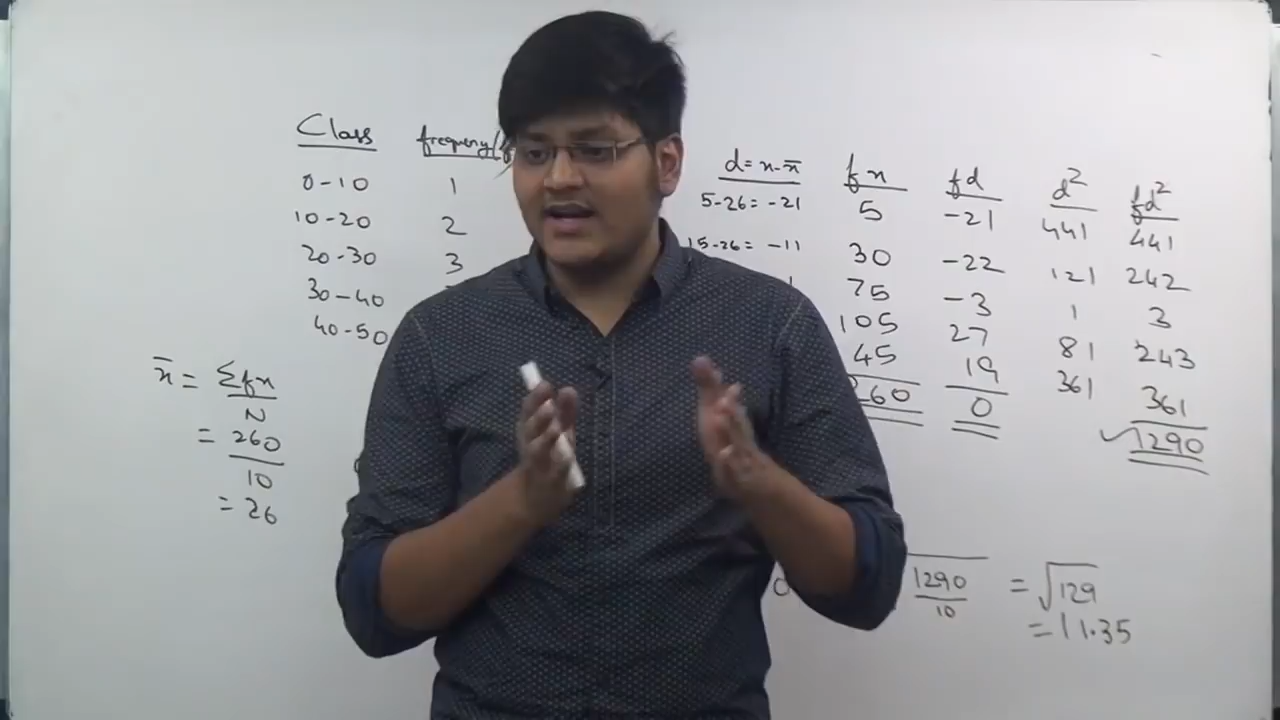 Class frequency(f d=x-x̄ fx fd d² fd²
0-10 1 5-26= -21 5 -21 441 441
10-20 2 15-26= -11 30 -22 121 242
20-30 3 75 -3 1 3
30-40 105 27 81 243
40-50 45 19 361 361
260 0 1290
x̄ = Σfx
N
= 260
10
= 26
1290
10
= √129
= 11.35